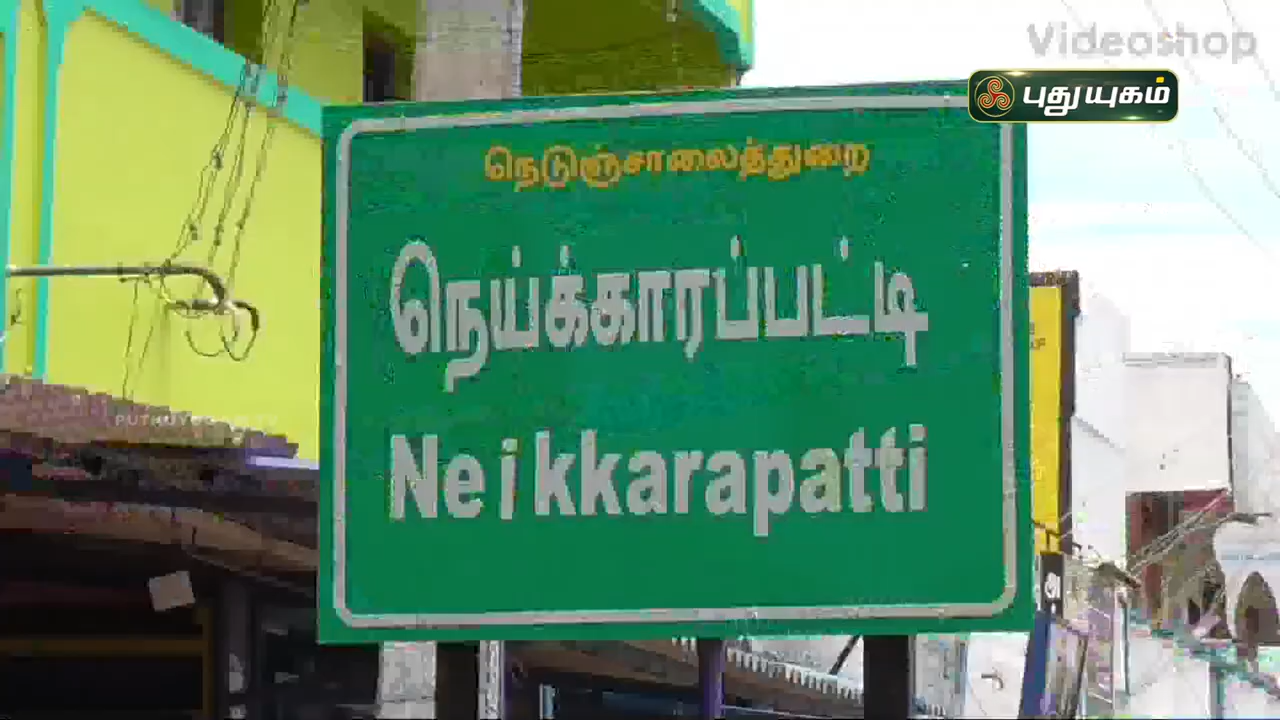 Videoshop
புதுயுகம்
நெடுஞ்சாலைத்துறை
நெய்க்காரப்பட்டி
Neikkarapatti